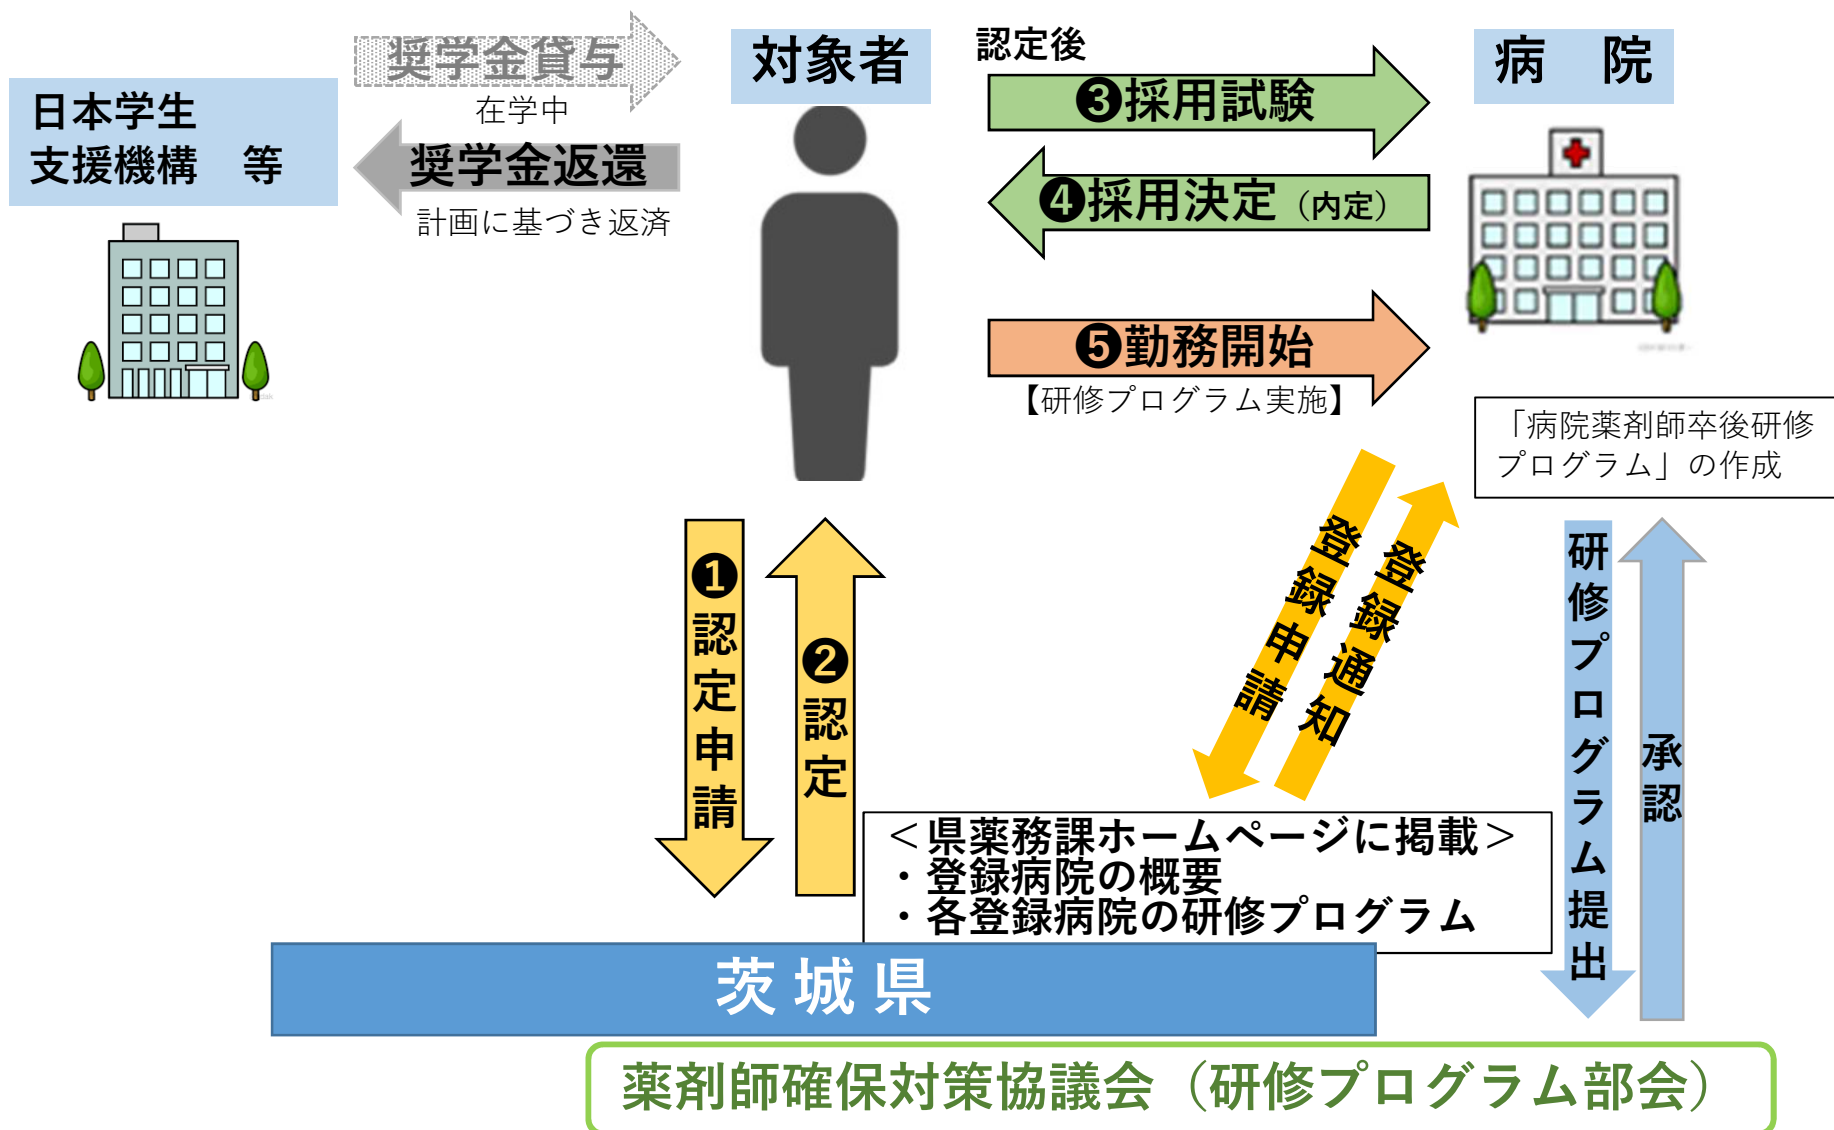 奨学金貸与
在学中
日本学生
支援機構　等
奨学金返還
計画に基づき返済
対象者
認定後
❸採用試験
❹採用決定（内定）
❺勤務開始
【研修プログラム実施】
病　院
「病院薬剤師卒後研修
プログラム」の作成
❶認定申請
❷認定
登録申請
登録通知
研修プログラム提出
承認
＜県薬務課ホームページに掲載＞
・登録病院の概要
・各登録病院の研修プログラム
茨城県
薬剤師確保対策協議会（研修プログラム部会）